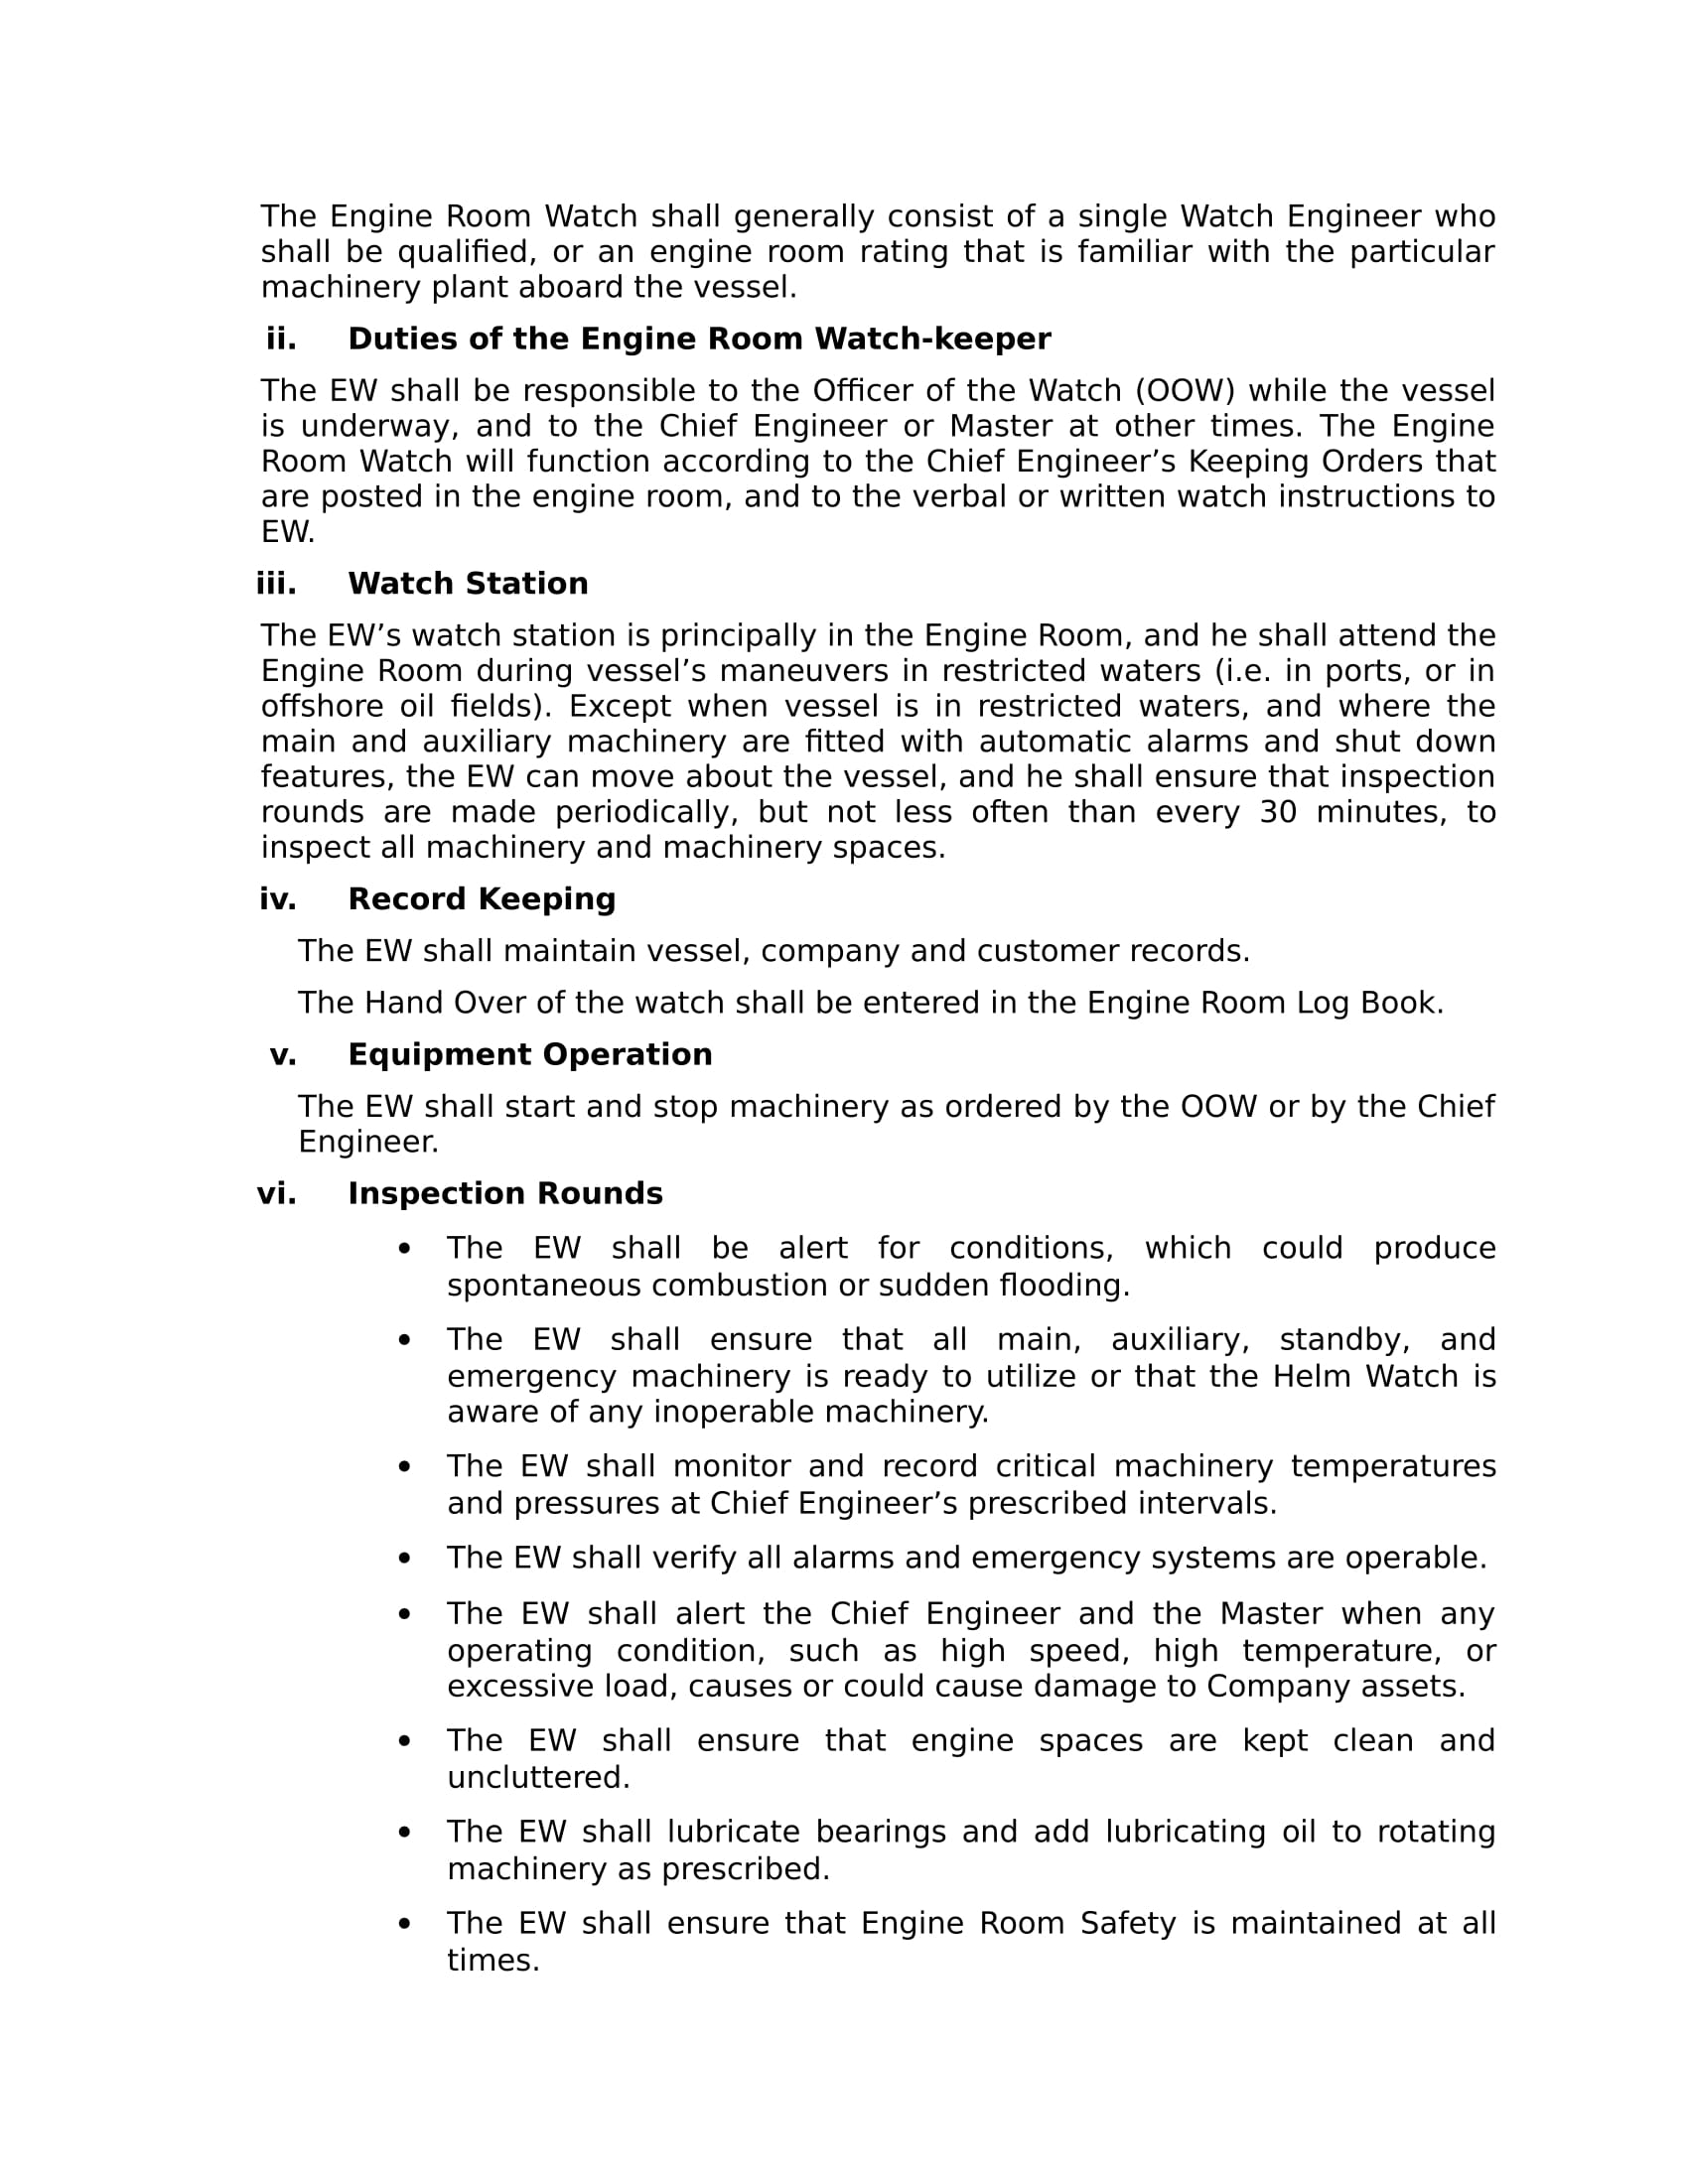 The Engine Room Watch shall generally consist of a single Watch Engineer who
shall be qualified, or an engine room rating that is familiar with the particular
machinery plant aboard the vessel.
ii. Duties of the Engine Room Watch-keeper
The EW shall be responsible to the Officer of the Watch (OOW) while the vessel
is underway, and to the Chief Engineer or Master at other times. The Engine
Room Watch will function according to the Chief Engineer’s Keeping Orders that
are posted in the engine room, and to the verbal or written watch instructions to
EW.
iii. Watch Station
The EW’s watch station is principally in the Engine Room, and he shall attend the
Engine Room during vessel’s maneuvers in restricted waters (i.e. in ports, or in
offshore oil fields). Except when vessel is in restricted waters, and where the
main and auxiliary machinery are fitted with automatic alarms and shut down
features, the EW can move about the vessel, and he shall ensure that inspection
rounds are made periodically, but not less often than every 30 minutes, to
inspect all machinery and machinery spaces.
iv. Record Keeping
The EW shall maintain vessel, company and customer records.
The Hand Over of the watch shall be entered in the Engine Room Log Book.
v. Equipment Operation
The EW shall start and stop machinery as ordered by the OOW or by the Chief
Engineer.
vi. Inspection Rounds
• The EW shall be alert for conditions, which could produce
spontaneous combustion or sudden flooding.
• The EW shall ensure that all main, auxiliary, standby, and
emergency machinery is ready to utilize or that the Helm Watch is
aware of any inoperable machinery.
• The EW shall monitor and record critical machinery temperatures
and pressures at Chief Engineer’s prescribed intervals.
• The EW shall verify all alarms and emergency systems are operable.
• The EW shall alert the Chief Engineer and the Master when any
operating condition, such as high speed, high temperature, or
excessive load, causes or could cause damage to Company assets.
• The EW shall ensure that engine spaces are kept clean and
uncluttered.
• The EW shall lubricate bearings and add lubricating oil to rotating
machinery as prescribed.
• The EW shall ensure that Engine Room Safety is maintained at all
times.